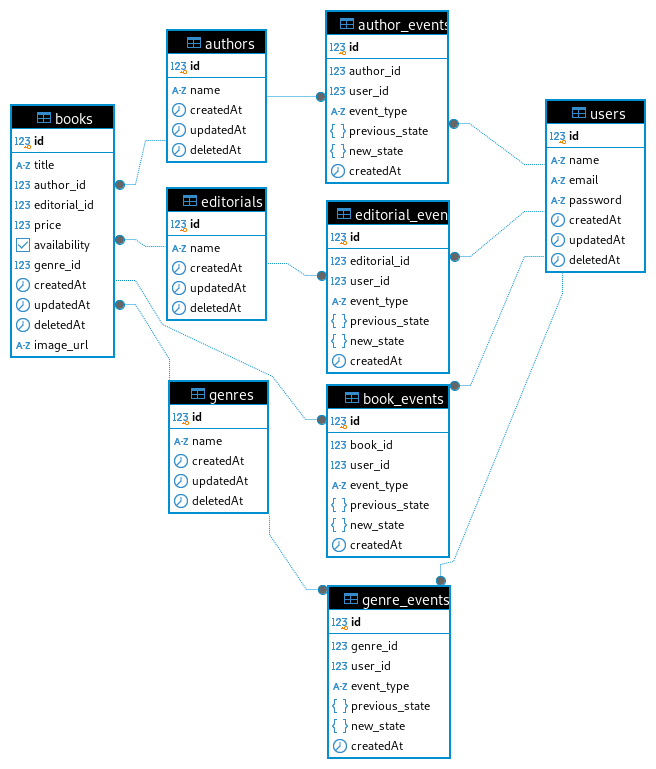 books
123 id
A-Z title
123 author_id
123 editorial_id
123 price
availability
123 genre_id
createdAt
updatedAt
deletedAt
A-Z image_url
authors
123 id
A-Z name
createdAt
updatedAt
deletedAt
editorials
123 id
A-Z name
createdAt
updatedAt
deletedAt
genres
123 id
A-Z name
createdAt
updatedAt
deletedAt
author_events
123 id
123 author_id
123 user_id
A-Z event_type
{ } previous_state
{ } new_state
createdAt
editorial_even
123 id
123 editorial_id
123 user_id
A-Z event_type
{ } previous_state
{ } new_state
createdAt
book_events
123 id
123 book_id
123 user_id
A-Z event_type
{ } previous_state
{ } new_state
createdAt
genre_events
123 id
123 genre_id
123 user_id
A-Z event_type
{ } previous_state
{ } new_state
createdAt
users
123 id
A-Z name
A-Z email
A-Z password
createdAt
updatedAt
deletedAt